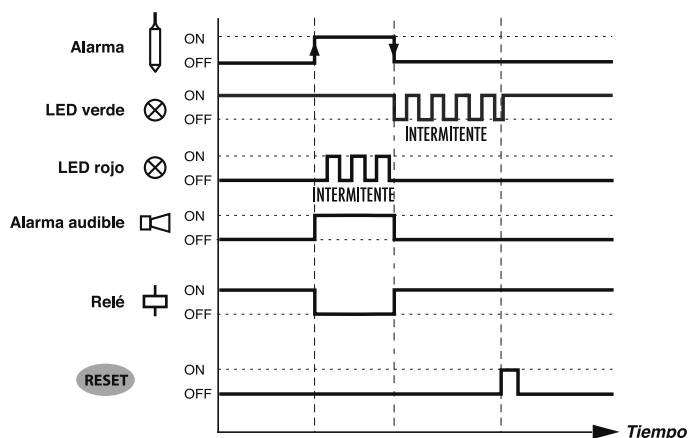 Alarma ON
OFF
LED verde ON
OFF
INTERMITENTE
LED rojo ON
OFF
INTERMITENTE
Alarma audible ON
OFF
Relé ON
OFF
RESET ON
OFF
Tiempo